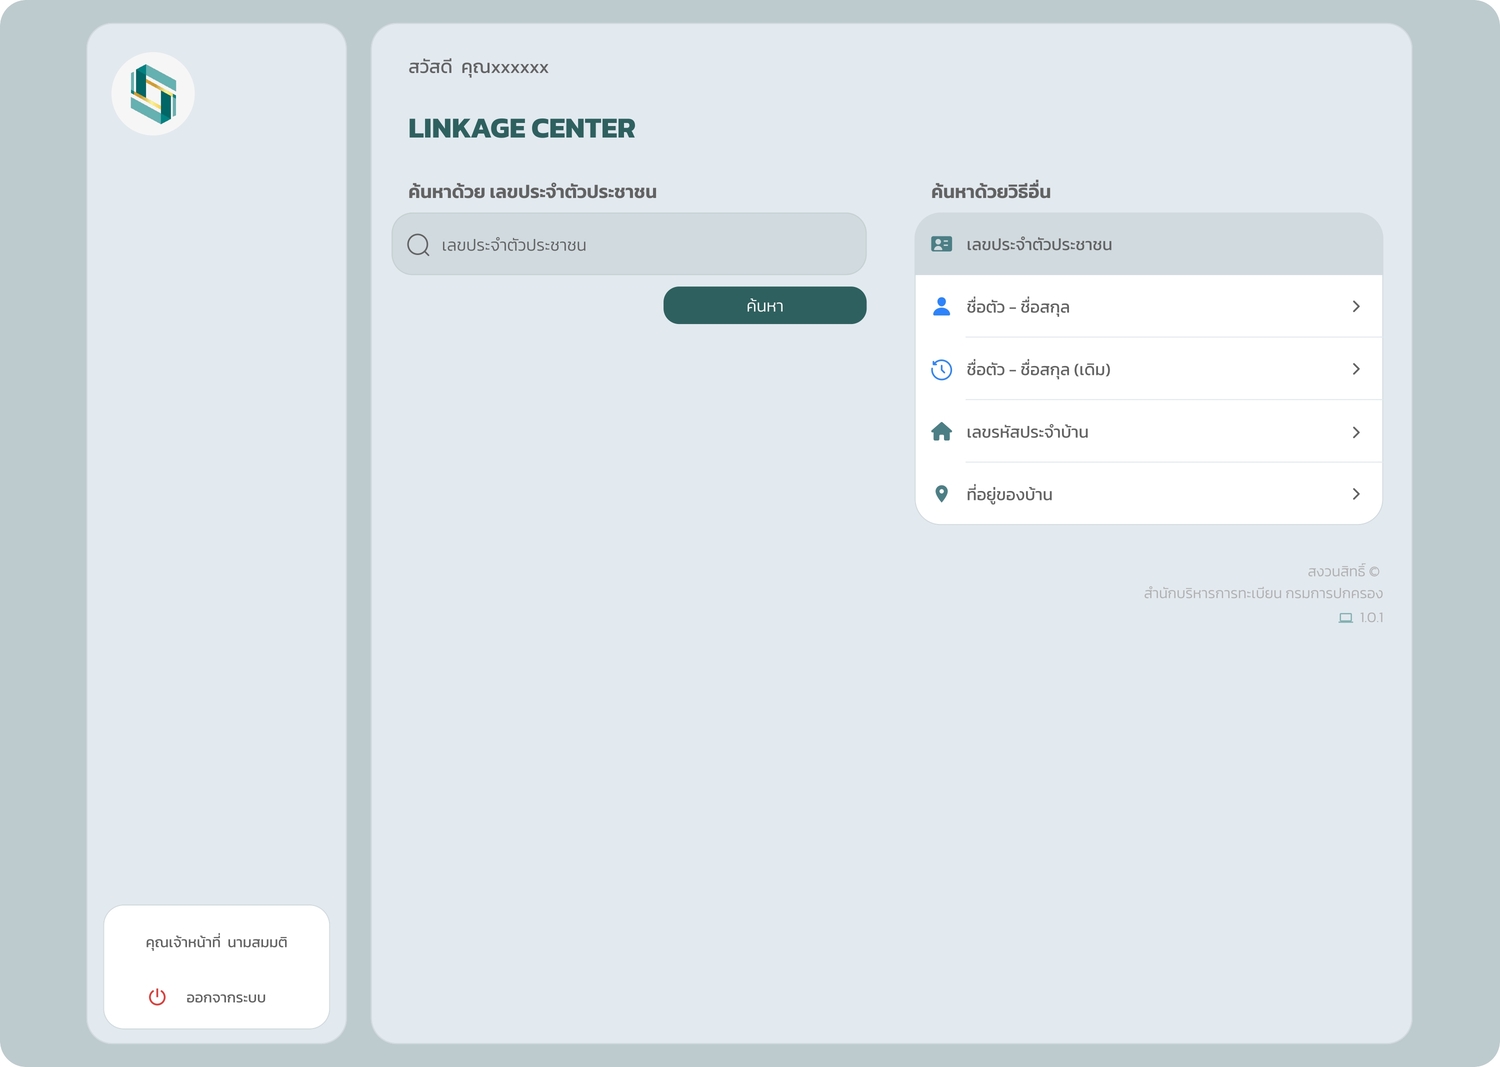 สวัสดี คุณxxxxxx
LINKAGE CENTER
ค้นหาด้วย เลขประจำตัวประชาชน
เลขประจำตัวประชาชน
ค้นหา
ค้นหาด้วยวิธีอื่น
เลขประจำตัวประชาชน
ชื่อตัว - ชื่อสกุล
ชื่อตัว - ชื่อสกุล (เดิม)
เลขรหัสประจำบ้าน
ที่อยู่ของบ้าน
สงวนสิทธิ์ ©
สำนักบริหารการทะเบียน กรมการปกครอง
1.0.1
คุณเจ้าหน้าที่ นามสมมติ
ออกจากระบบ